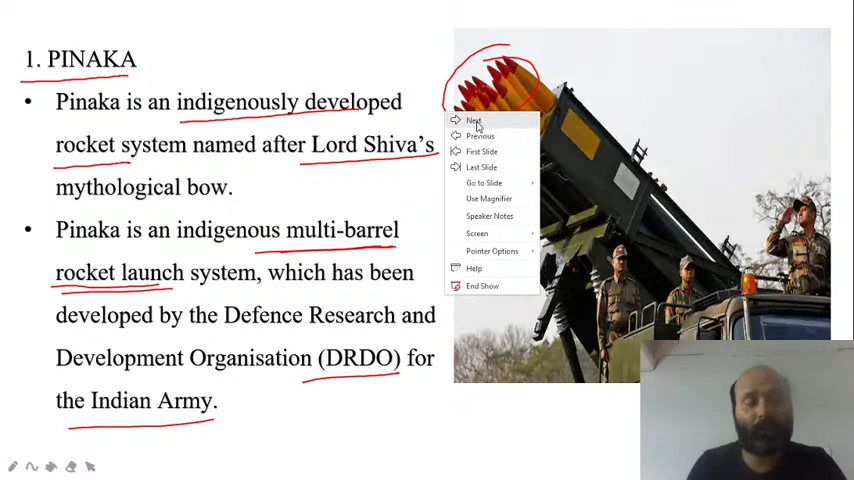 1. PINAKA
• Pinaka is an indigenously developed
rocket system named after Lord Shiva's
mythological bow.
• Pinaka is an indigenous multi-barrel
rocket launch system, which has been
developed by the Defence Research and
Development Organisation (DRDO) for
the Indian Army.
Next
Previous
First Slide
Last Slide
Go to Slide
Use Magnifier
Speaker Notes
Screen
Pointer Options
Help
End Show